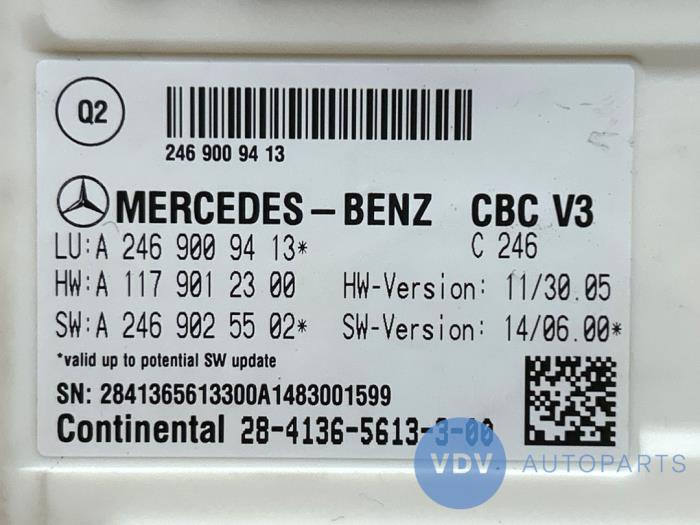 Q2
246 900 94 13
MERCEDES-BENZ CBC V3
LU:A 246 900 94 13* C 246
HW:A 117 901 23 00 HW-Version: 11/30.05
SW:A 246 902 55 02* SW-Version: 14/06.00*
*valid up to potential SW update
SN: 2841365613300A1483001599
Continental 28-4136-5613-3-00
VDV AUTOPARTS